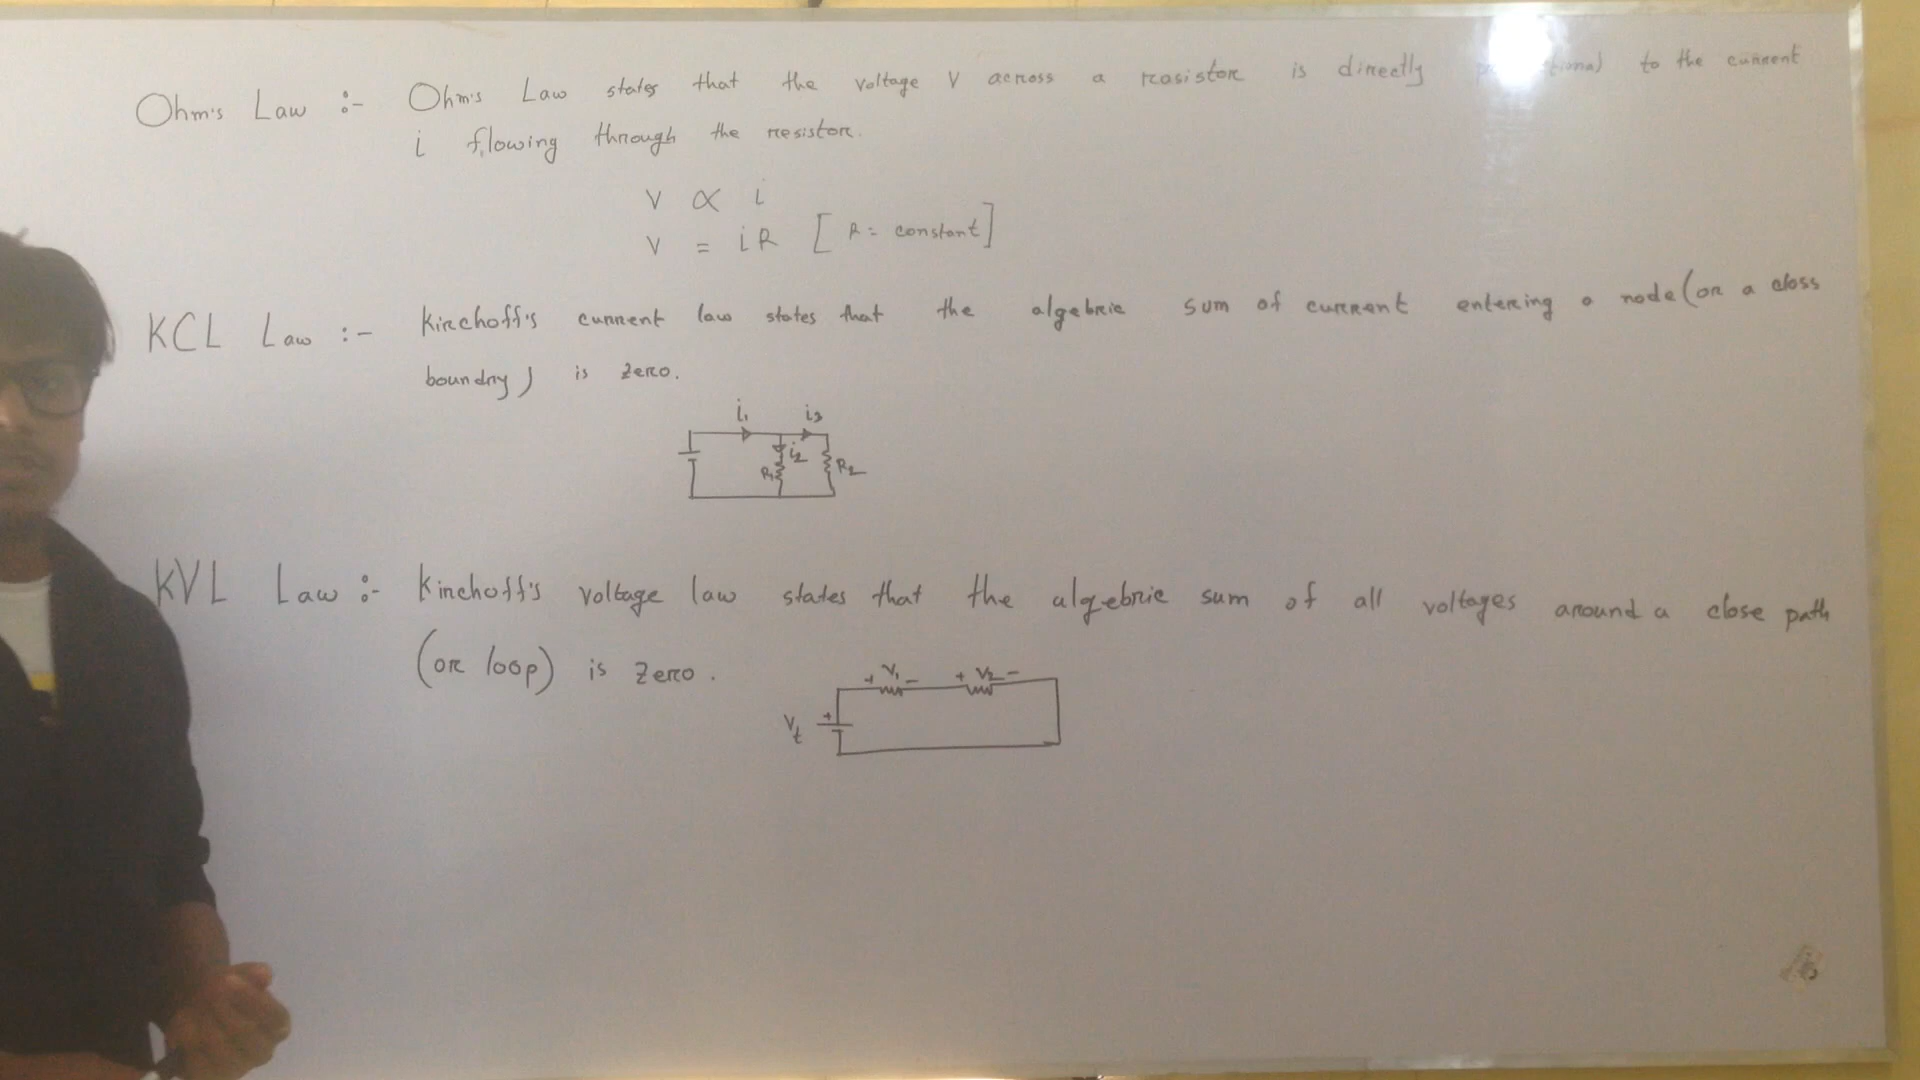 Ohm's Law :- Ohm's Law states that the voltage V across a resistor is directly to the current
i flowing through the resistor.
V ∝ i
V = iR [R = constant]
KCL Law :- Kirchoff's current law states that the algebric sum of current entering a node (or a closs
boundry) is zero.
i₁ i₃
i₂
R₁ R₂
KVL Law :- Kirchoff's voltage law states that the algebric sum of all voltages around a close path
(or loop) is zero.
+ V₁ - + V₂ -
Vt +